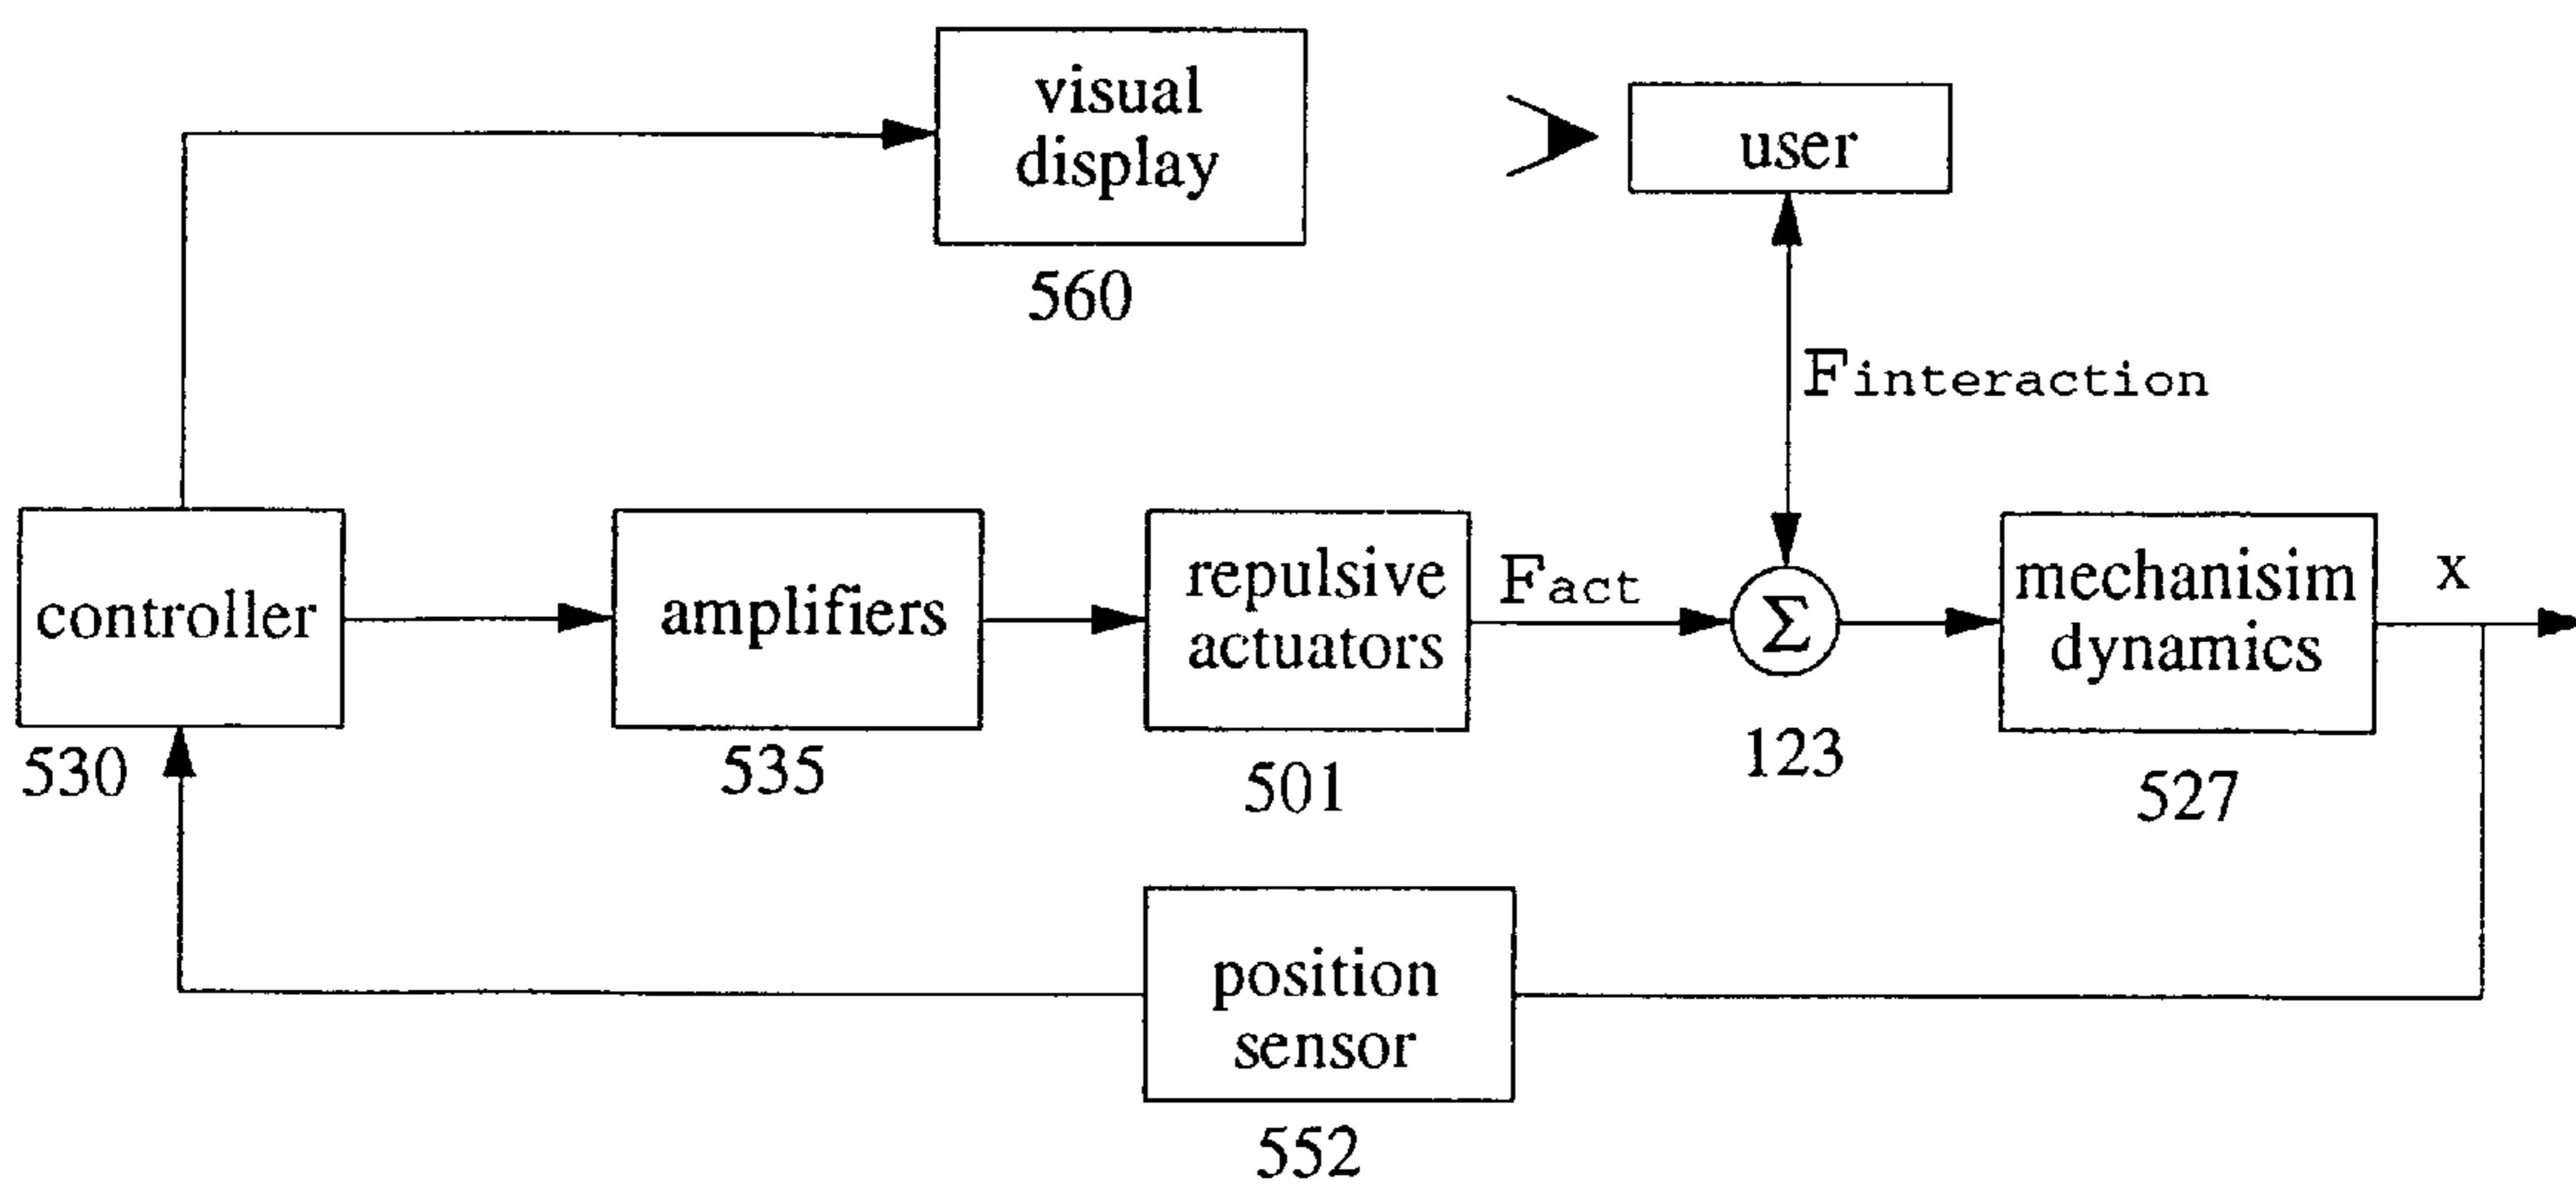 visual
display
560
user
Finteraction
controller
530
amplifiers
535
repulsive
actuators
501
Fact
Σ
123
mechanisim
dynamics
527
x
position
sensor
552